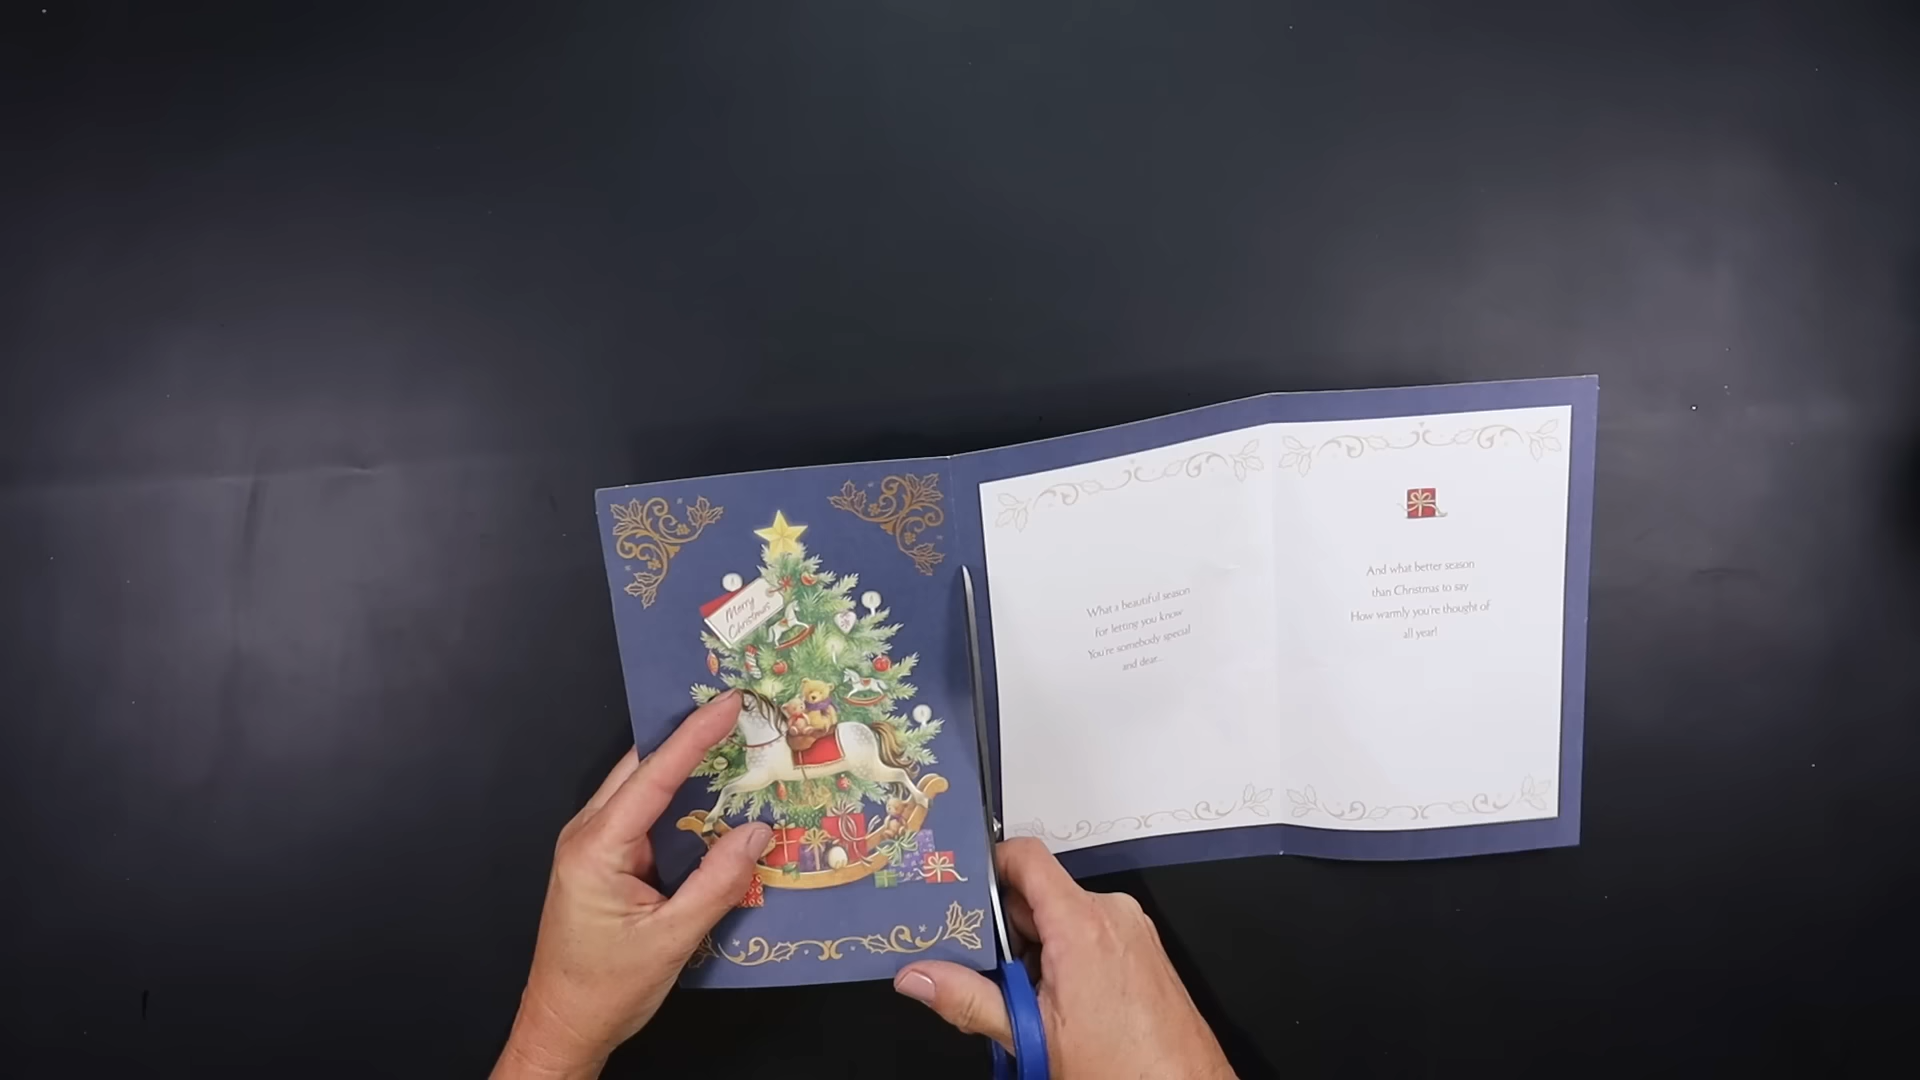 Merry
Christmas
What a beautiful season
For letting you know
You're somebody special
and dear...
And what better season
than Christmas to say
How warmly you're thought of
all year!